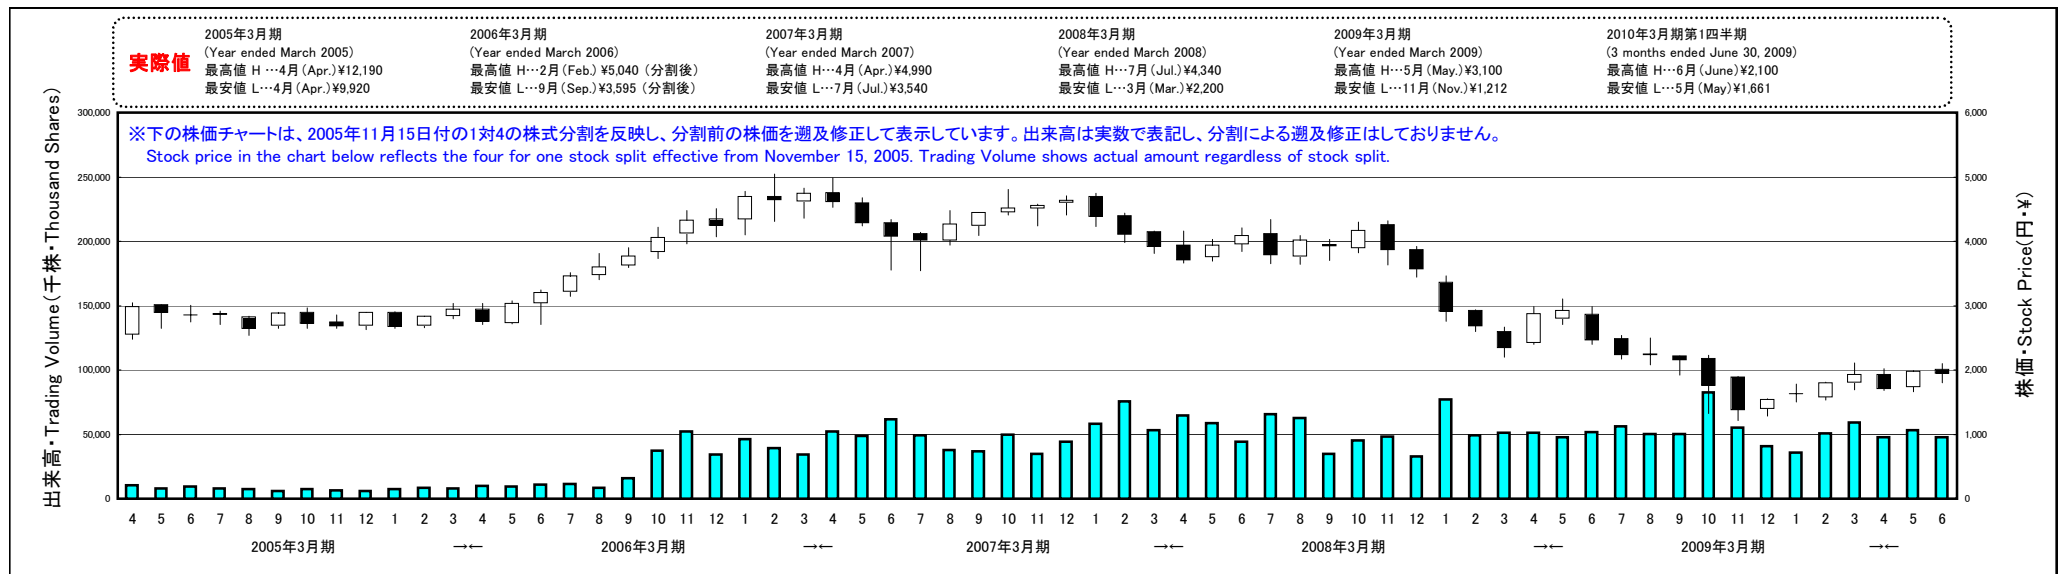 実際値
2005年3月期
(Year ended March 2005)
最高値 H …4月(Apr.)¥12,190
最安値 L…4月(Apr.)¥9,920
2006年3月期
(Year ended March 2006)
最高値 H…2月(Feb.) ¥5,040 (分割後)
最安値 L…9月(Sep.)¥3,595 (分割後)
2007年3月期
(Year ended March 2007)
最高値 H…4月(Apr.)¥4,990
最安値 L…7月(Jul.)¥3,540
2008年3月期
(Year ended March 2008)
最高値 H…7月(Jul.)¥4,340
最安値 L…3月(Mar.)¥2,200
2009年3月期
(Year ended March 2009)
最高値 H…5月(May.)¥3,100
最安値 L…11月(Nov.)¥1,212
2010年3月期第1四半期
(3 months ended June 30, 2009)
最高値 H…6月(June)¥2,100
最安値 L…5月(May)¥1,661
※下の株価チャートは、2005年11月15日付の1対4の株式分割を反映し、分割前の株価を遡及修正して表示しています。出来高は実数で表記し、分割による遡及修正はしておりません。
Stock price in the chart below reflects the four for one stock split effective from November 15, 2005. Trading Volume shows actual amount regardless of stock split.
出来高・Trading Volume(千株・Thousand Shares)
300,000
250,000
200,000
150,000
100,000
50,000
0
株価・Stock Price(円・¥)
6,000
5,000
4,000
3,000
2,000
1,000
0
4 5 6 7 8 9 10 11 12 1 2 3 4 5 6 7 8 9 10 11 12 1 2 3 4 5 6 7 8 9 10 11 12 1 2 3 4 5 6 7 8 9 10 11 12 1 2 3 4 5 6 7 8 9 10 11 12 1 2 3 4 5 6
2005年3月期 →← 2006年3月期 →← 2007年3月期 →← 2008年3月期 →← 2009年3月期 →←